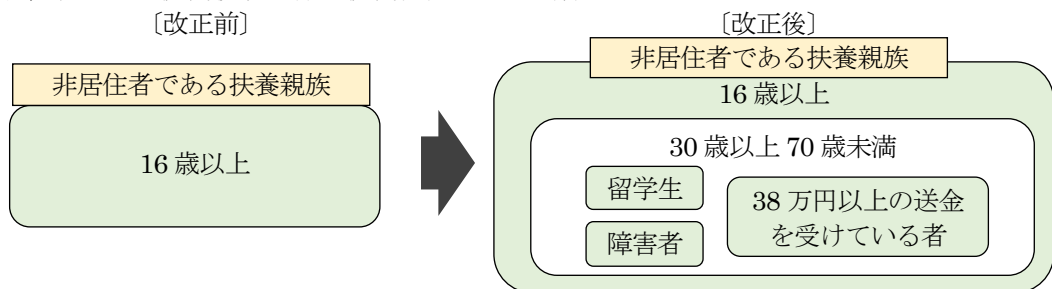 〔改正前〕
非居住者である扶養親族
16 歳以上
〔改正後〕
非居住者である扶養親族
16 歳以上
30 歳以上 70 歳未満
留学生
障害者
38 万円以上の送金
を受けている者